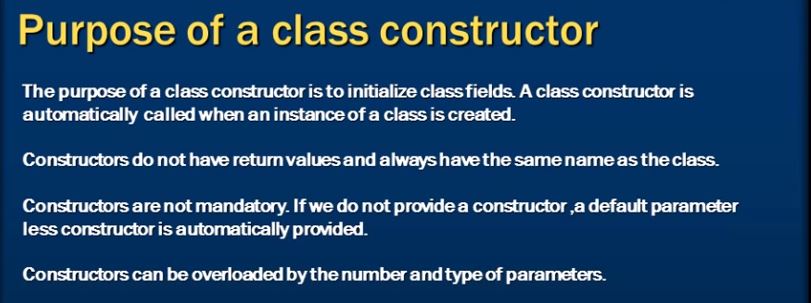 Purpose of a class constructor
The purpose of a class constructor is to initialize class fields. A class constructor is
automatically called when an instance of a class is created.
Constructors do not have return values and always have the same name as the class.
Constructors are not mandatory. If we do not provide a constructor ,a default parameter
less constructor is automatically provided.
Constructors can be overloaded by the number and type of parameters.